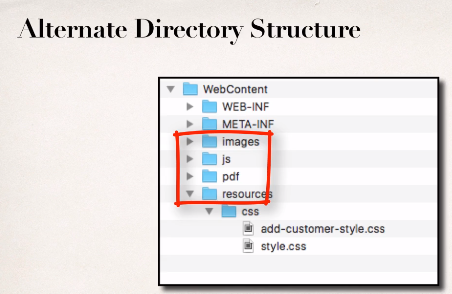 Alternate Directory Structure
WebContent
WEB-INF
META-INF
images
js
pdf
resources
css
add-customer-style.css
style.css